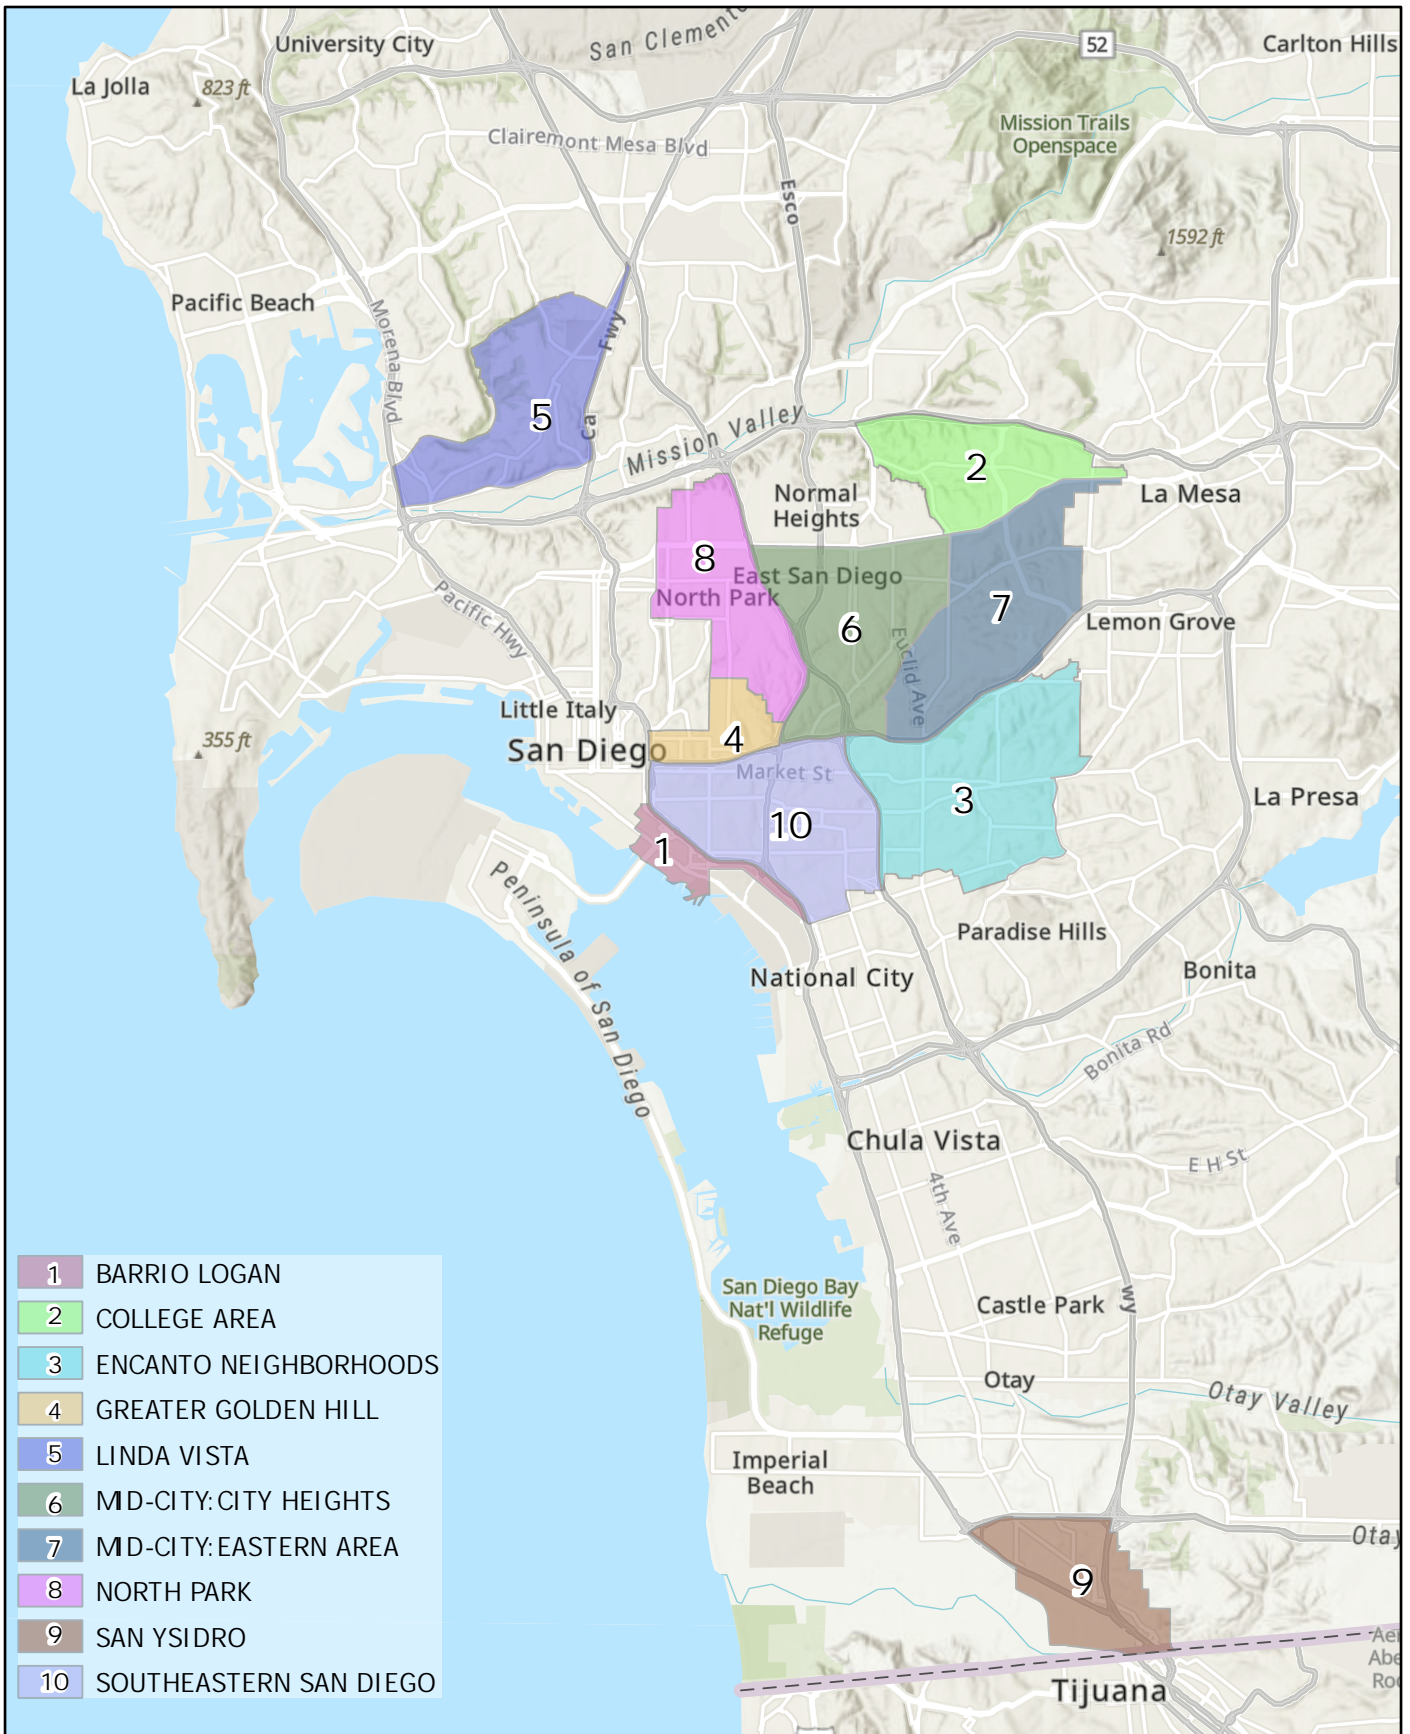 University City
San Clemente
52
Carlton Hills
La Jolla
823 ft
Mission Trails
Openspace
Clairemont Mesa Blvd
Esco
1592 ft
Pacific Beach
Morena Blvd
Fwy
5
Ca
Mission Valley
2
Normal
Heights
La Mesa
8
East San Diego
North Park
6
7
Pacific Hwy
Lemon Grove
Euclid Ave
Little Italy
355 ft
San Diego
4
Market St
3
La Presa
10
1
Peninsula of San Diego
Paradise Hills
National City
Bonita
Bonita Rd
Chula Vista
E H St
4th Ave
San Diego Bay
Nat'l Wildlife
Refuge
Castle Park
wy
Otay
Otay Valley
Imperial
Beach
Otay
9
Aer
Abe
Roo
Tijuana
1 BARRIO LOGAN
2 COLLEGE AREA
3 ENCANTO NEIGHBORHOODS
4 GREATER GOLDEN HILL
5 LINDA VISTA
6 MID-CITY:CITY HEIGHTS
7 MID-CITY:EASTERN AREA
8 NORTH PARK
9 SAN YSIDRO
10 SOUTHEASTERN SAN DIEGO